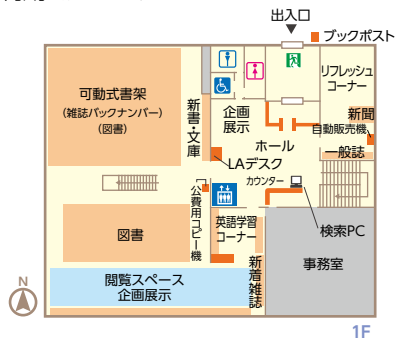 出入口
ブックポスト
可動式書架
(雑誌バックナンバー)
(図書)
新書・文庫
企画
展示
リフレッシュ
コーナー
新聞
自動販売機
一般誌
ホール
LAデスク
カウンター
公費用コピー機
英語学習
コーナー
検索PC
図書
新着雑誌
事務室
閲覧スペース
企画展示
N
1F